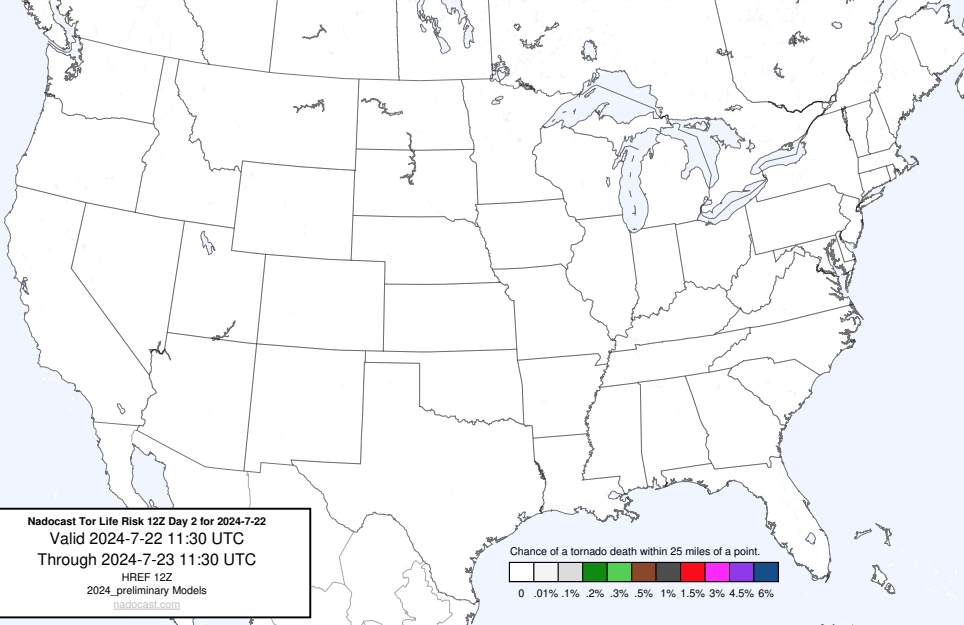 Chance of a tornado death within 25 miles of a point.
0 .01% .1% .2% .3% .5% 1% 1.5% 3% 4.5% 6%
Nadocast Tor Life Risk 12Z Day 2 for 2024-7-22
Valid 2024-7-22 11:30 UTC
Through 2024-7-23 11:30 UTC
HREF 12Z
2024_preliminary Models
nadocast.com